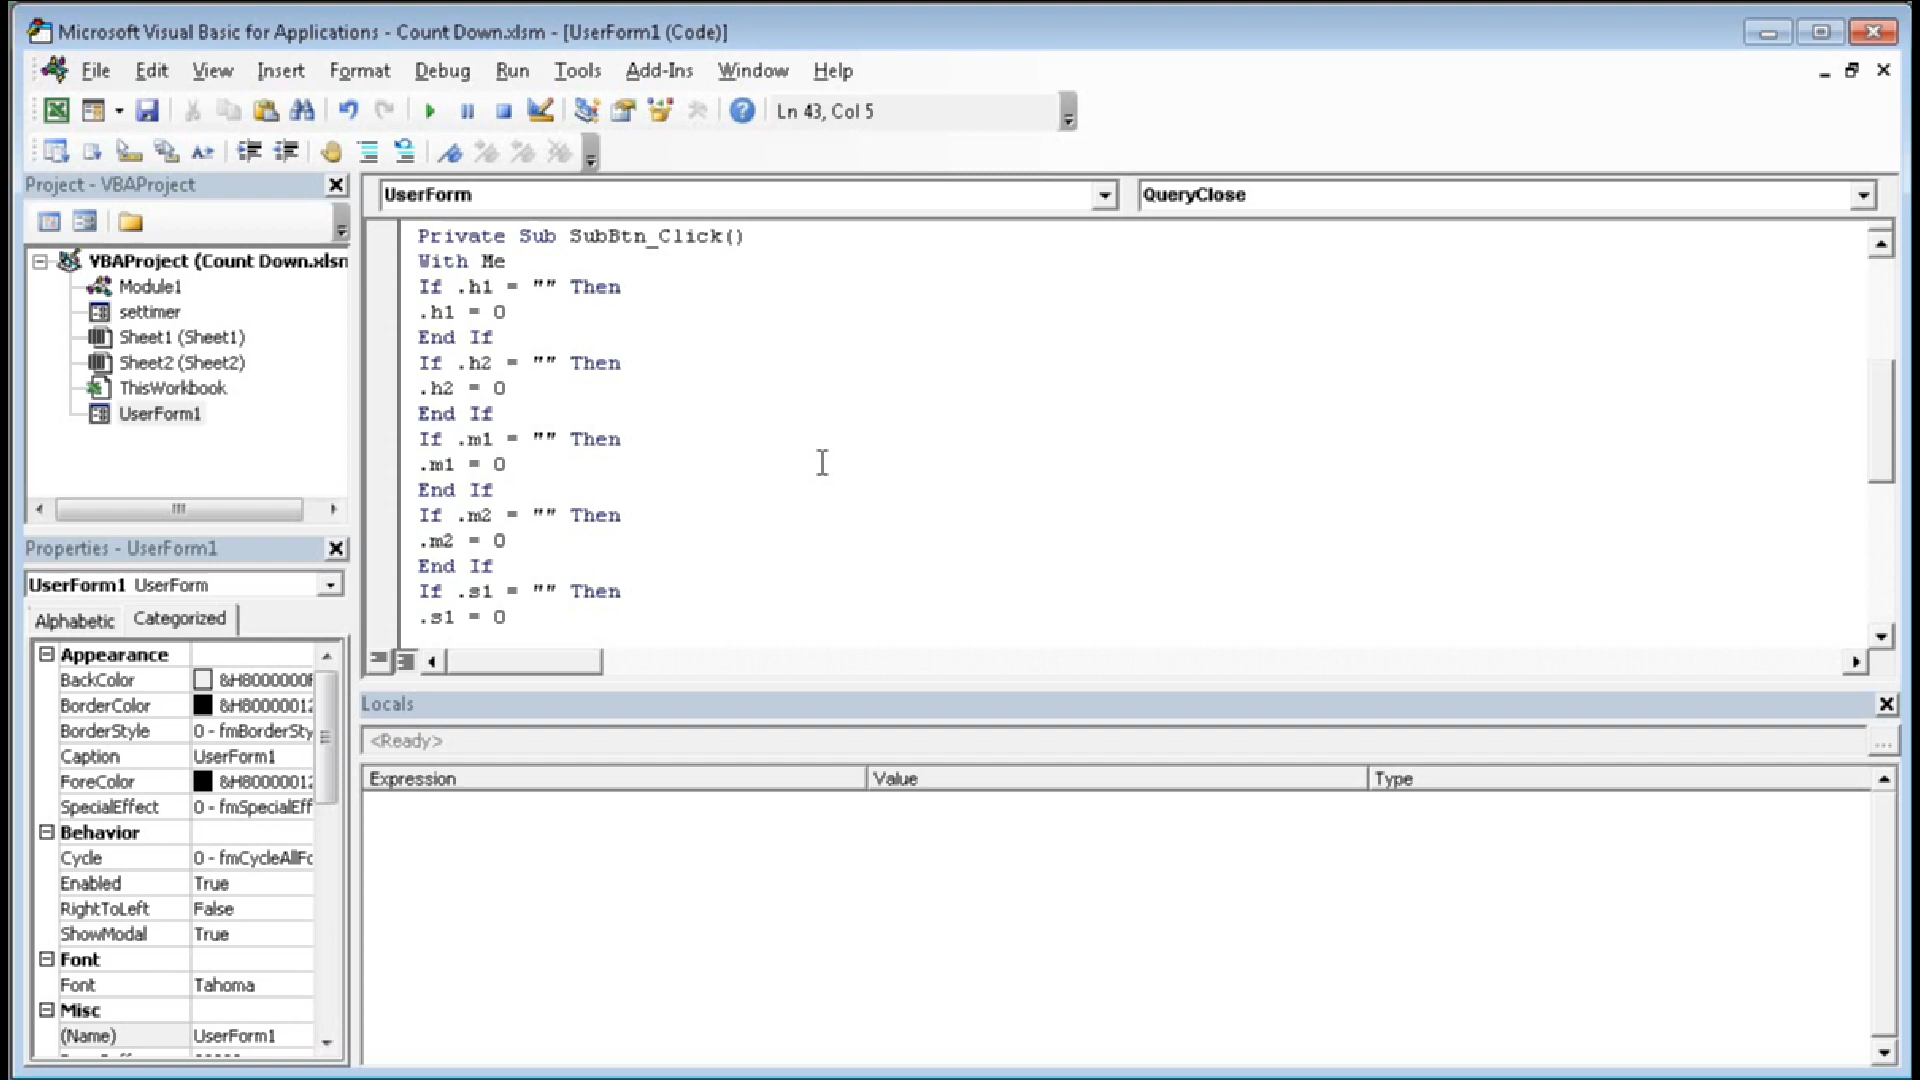 Microsoft Visual Basic for Applications - Count Down.xlsm - [UserForm1 (Code)]
File Edit View Insert Format Debug Run Tools Add-Ins Window Help
Ln 43, Col 5
Project - VBAProject
UserForm
QueryClose
VBAProject (Count Down.xlsm
Module1
settimer
Sheet1 (Sheet1)
Sheet2 (Sheet2)
ThisWorkbook
UserForm1
Private Sub SubBtn_Click()
With Me
If .h1 = "" Then
.h1 = 0
End If
If .h2 = "" Then
.h2 = 0
End If
If .m1 = "" Then
.m1 = 0
End If
If .m2 = "" Then
.m2 = 0
End If
If .s1 = "" Then
.s1 = 0
Properties - UserForm1
UserForm1 UserForm
Alphabetic Categorized
Appearance
BackColor &H8000000F
BorderColor &H80000012
BorderStyle 0 - fmBorderSty
Caption UserForm1
ForeColor &H80000012
SpecialEffect 0 - fmSpecialEff
Behavior
Cycle 0 - fmCycleAllFo
Enabled True
RightToLeft False
ShowModal True
Font
Font Tahoma
Misc
(Name) UserForm1
Locals
<Ready>
Expression Value Type